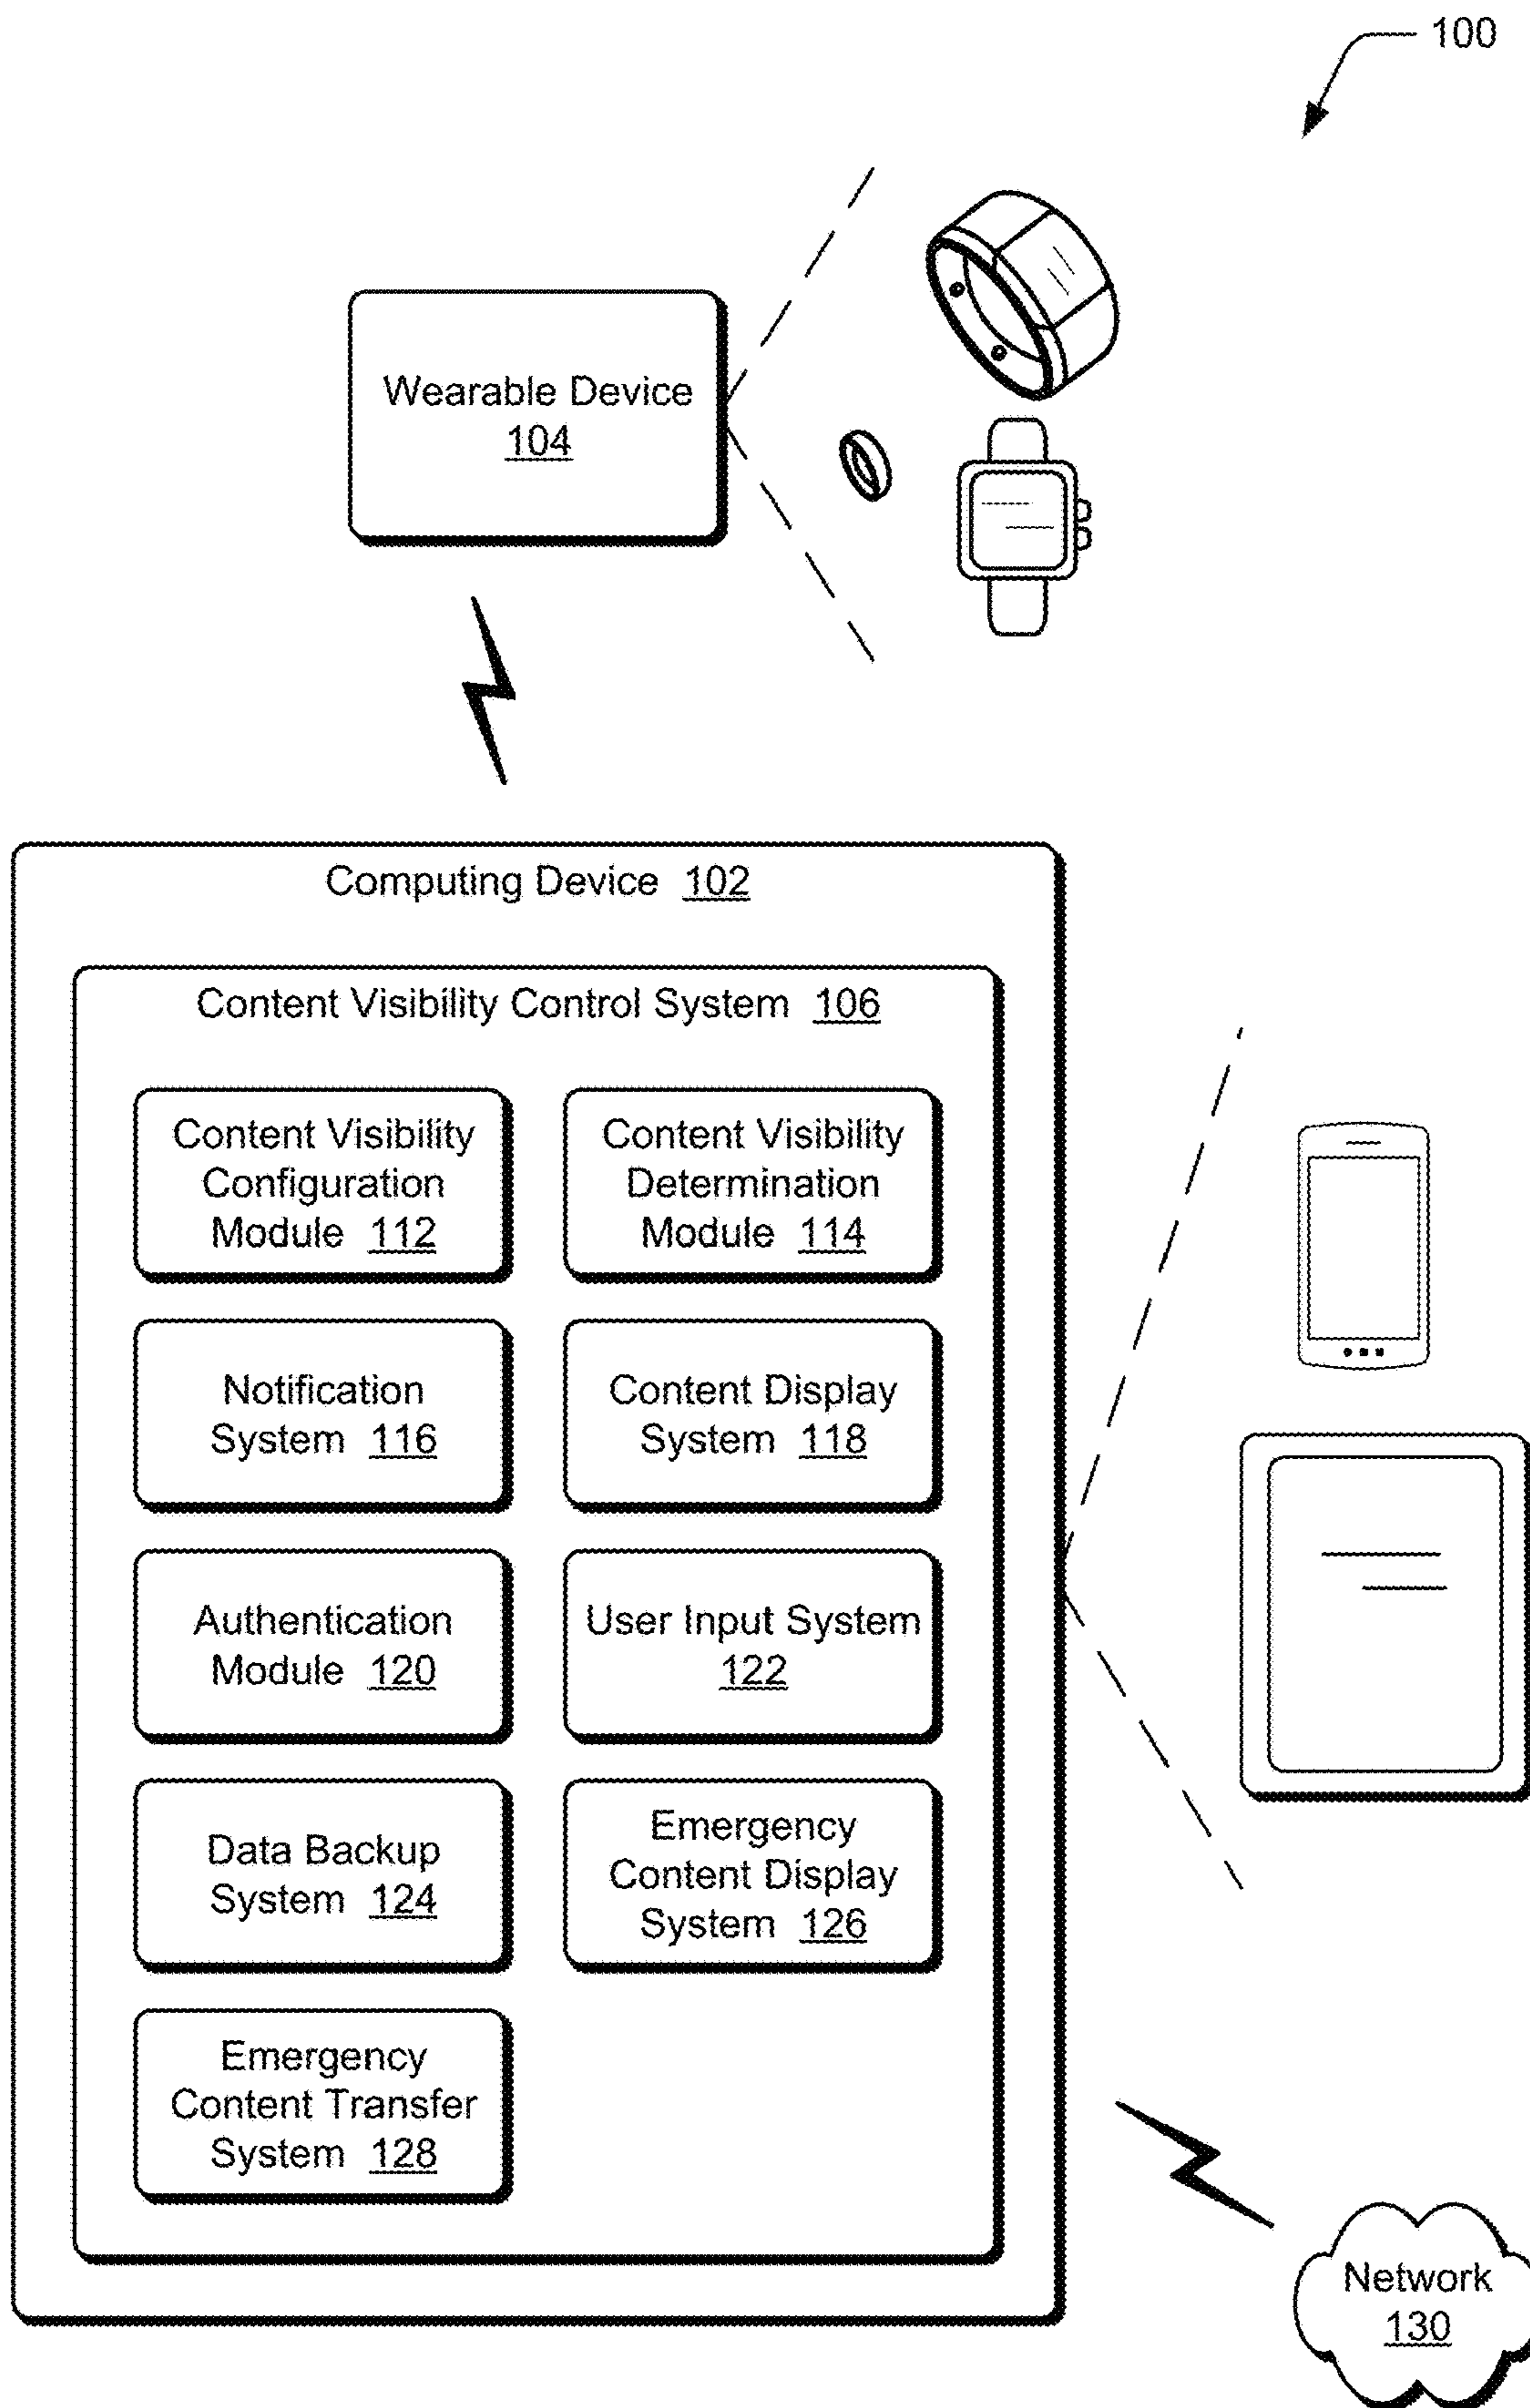 100
Wearable Device
104
Computing Device 102
Content Visibility Control System 106
Content Visibility
Configuration
Module 112
Content Visibility
Determination
Module 114
Notification
System 116
Content Display
System 118
Authentication
Module 120
User Input System
122
Data Backup
System 124
Emergency
Content Display
System 126
Emergency
Content Transfer
System 128
Network
130